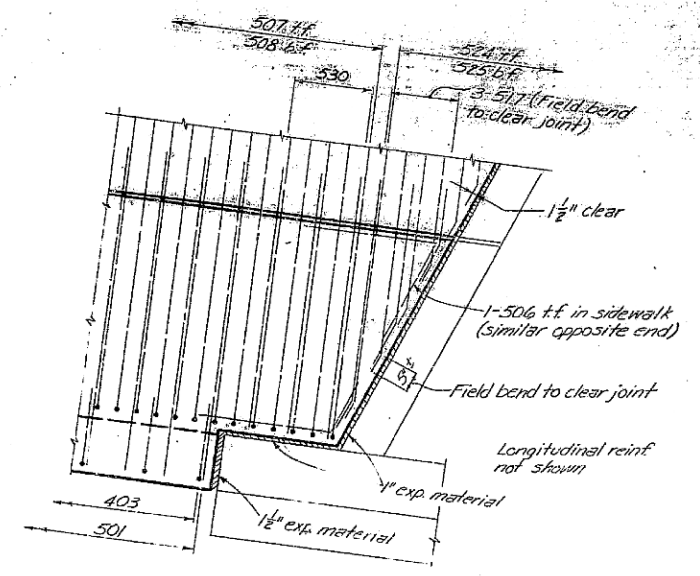 507 t.f.
508 b.f.
524 t.f.
525 b.f.
530
3-517 (Field bend
to clear joint)
1½" clear
1-506 t.f. in sidewalk
(similar opposite end)
Field bend to clear joint
Longitudinal reinf
not shown
1" exp. material
1½" exp. material
403
501